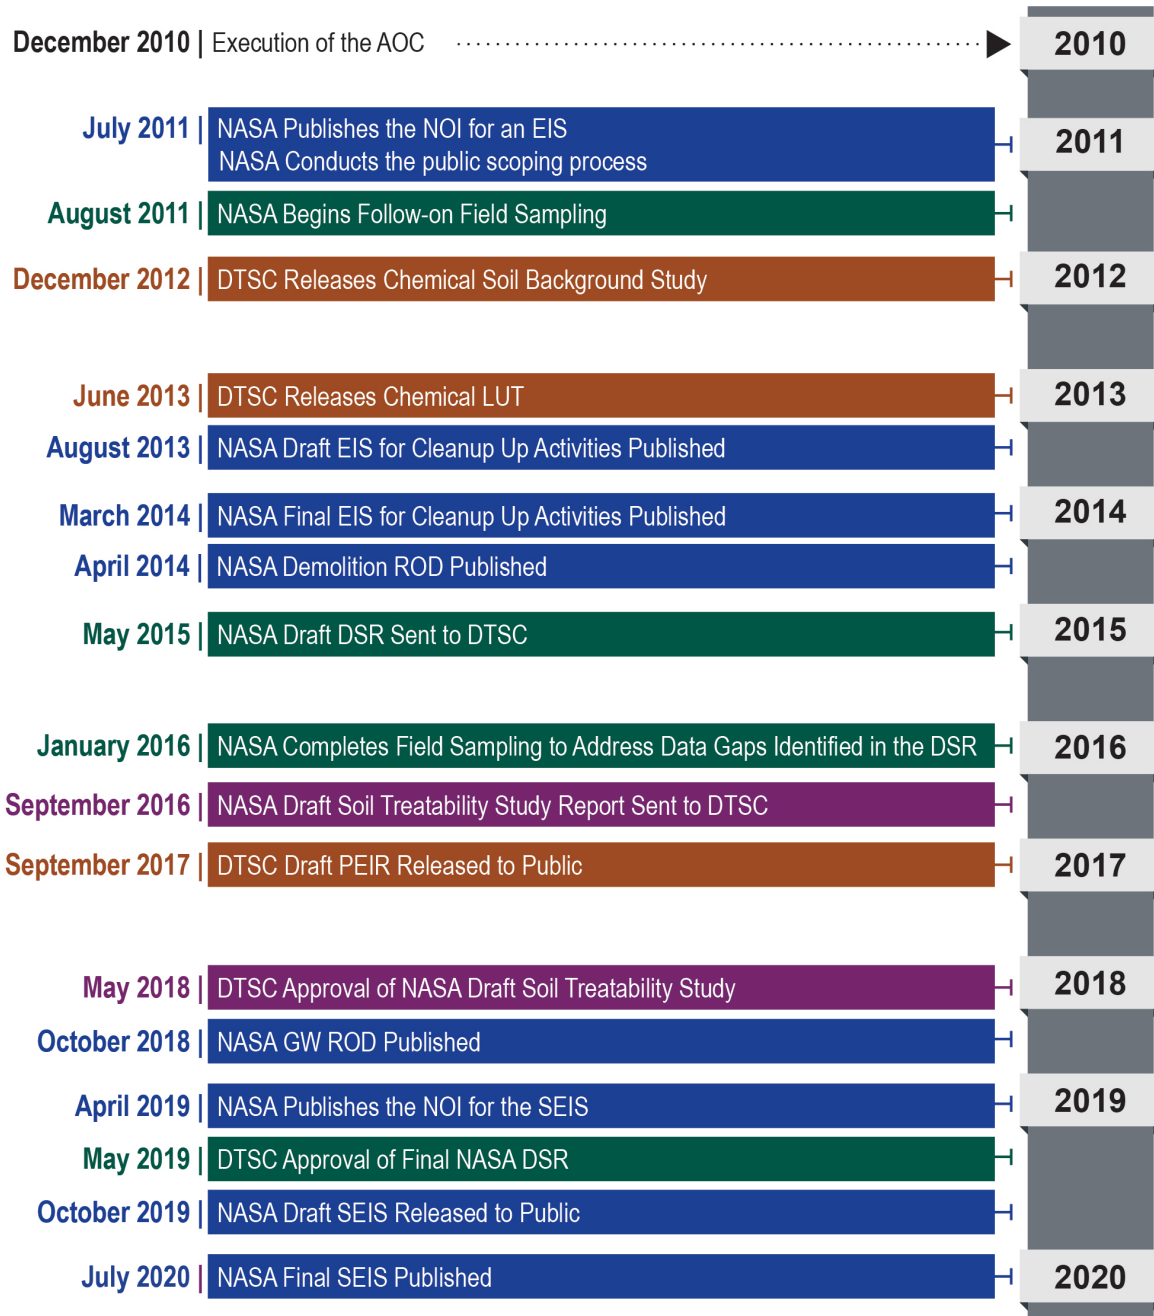 December 2010 | Execution of the AOC 2010
July 2011 | NASA Publishes the NOI for an EIS
NASA Conducts the public scoping process 2011
August 2011 | NASA Begins Follow-on Field Sampling
December 2012 | DTSC Releases Chemical Soil Background Study 2012
June 2013 | DTSC Releases Chemical LUT 2013
August 2013 | NASA Draft EIS for Cleanup Up Activities Published
March 2014 | NASA Final EIS for Cleanup Up Activities Published 2014
April 2014 | NASA Demolition ROD Published
May 2015 | NASA Draft DSR Sent to DTSC 2015
January 2016 | NASA Completes Field Sampling to Address Data Gaps Identified in the DSR 2016
September 2016 | NASA Draft Soil Treatability Study Report Sent to DTSC
September 2017 | DTSC Draft PEIR Released to Public 2017
May 2018 | DTSC Approval of NASA Draft Soil Treatability Study 2018
October 2018 | NASA GW ROD Published
April 2019 | NASA Publishes the NOI for the SEIS 2019
May 2019 | DTSC Approval of Final NASA DSR
October 2019 | NASA Draft SEIS Released to Public
July 2020 | NASA Final SEIS Published 2020